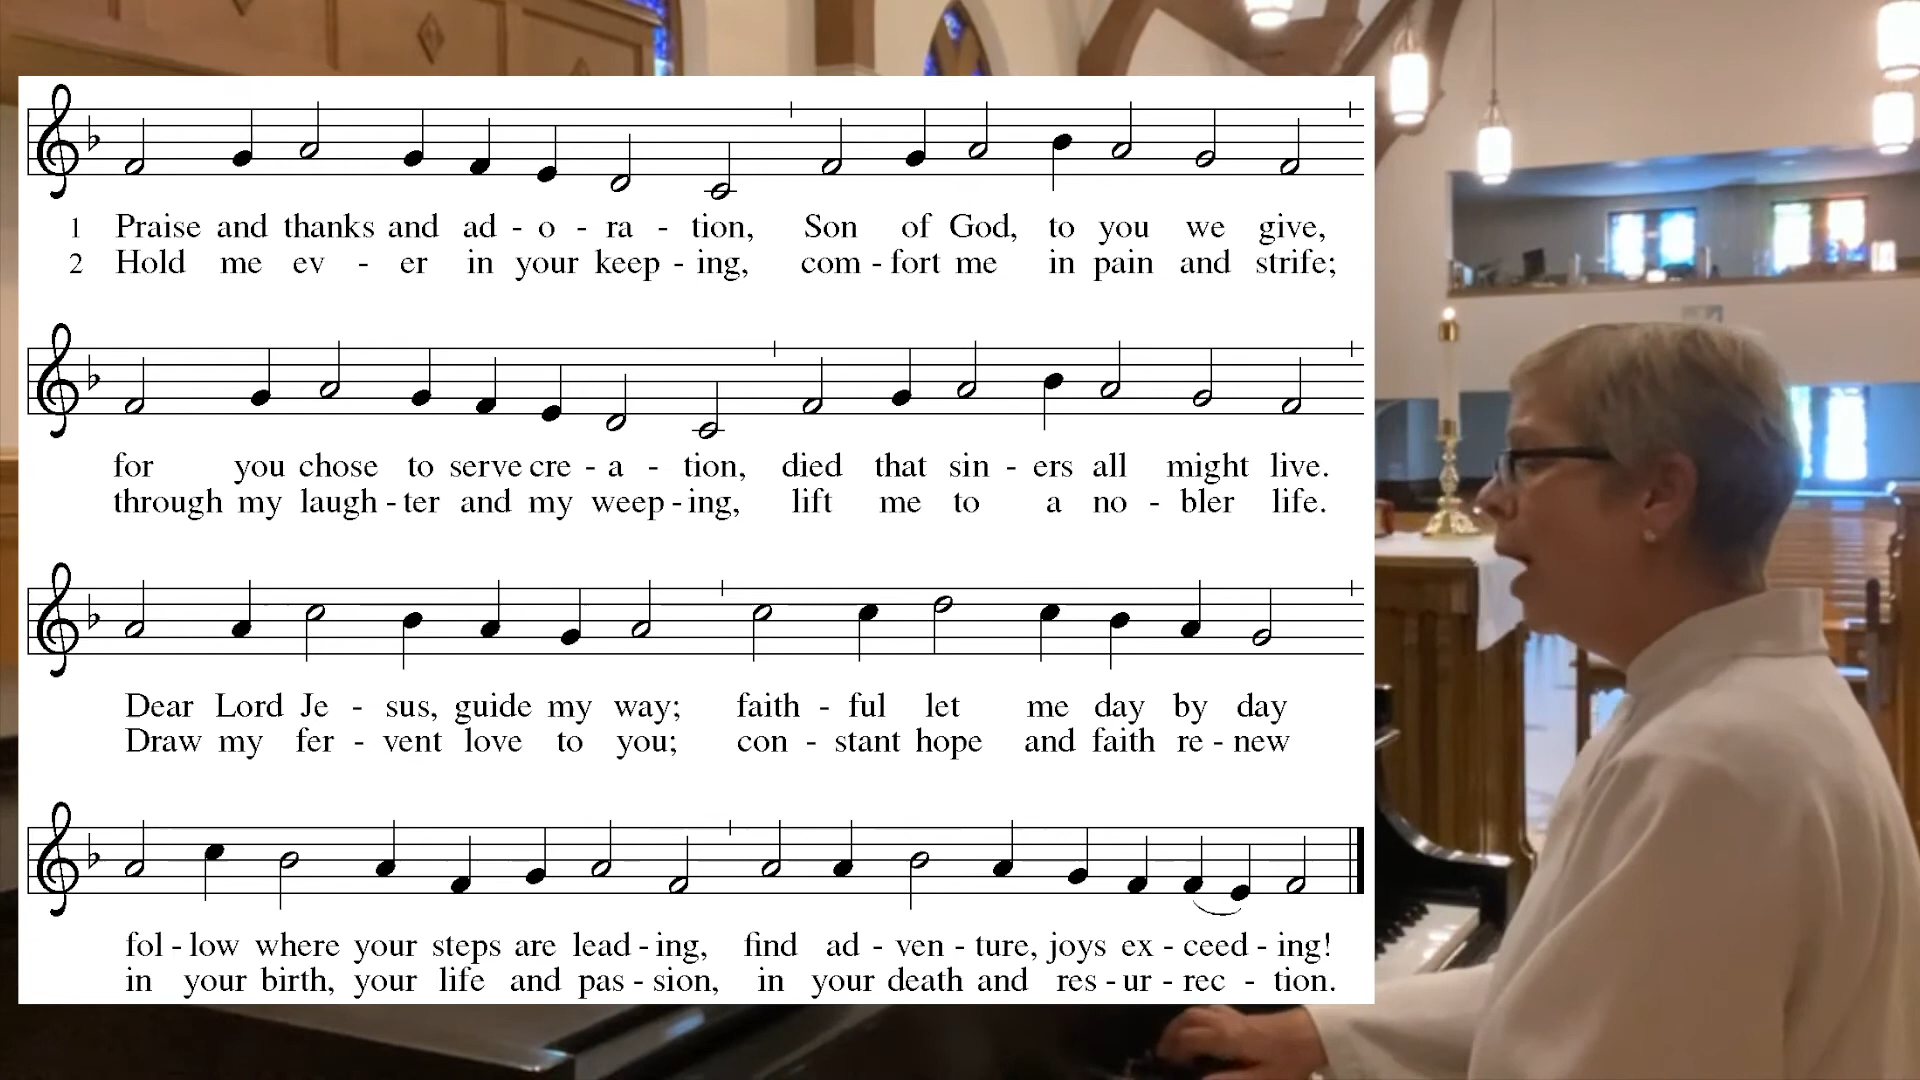 1 Praise and thanks and ad - o - ra - tion, Son of God, to you we give,
2 Hold me ev - er in your keep - ing, com - fort me in pain and strife;
for you chose to serve cre - a - tion, died that sin - ers all might live.
through my laugh - ter and my weep - ing, lift me to a no - bler life.
Dear Lord Je - sus, guide my way; faith - ful let me day by day
Draw my fer - vent love to you; con - stant hope and faith re - new
fol - low where your steps are lead - ing, find ad - ven - ture, joys ex - ceed - ing!
in your birth, your life and pas - sion, in your death and res - ur - rec - tion.